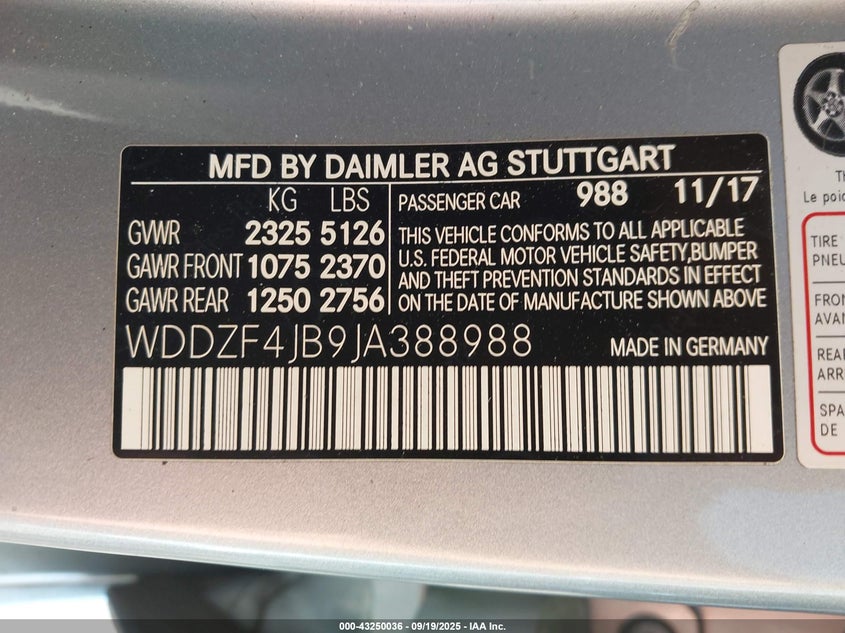 MFD BY DAIMLER AG STUTTGART
KG LBS
GVWR 2325 5126
GAWR FRONT 1075 2370
GAWR REAR 1250 2756
PASSENGER CAR 988 11/17
THIS VEHICLE CONFORMS TO ALL APPLICABLE
U.S. FEDERAL MOTOR VEHICLE SAFETY,BUMPER
AND THEFT PREVENTION STANDARDS IN EFFECT
ON THE DATE OF MANUFACTURE SHOWN ABOVE
WDDZF4JB9JA388988 MADE IN GERMANY
Le poi
TIRE
PNEU
FRON
AVAN
REAR
ARR
SPA
DE
000-43250036 - 09/19/2025 - IAA Inc.